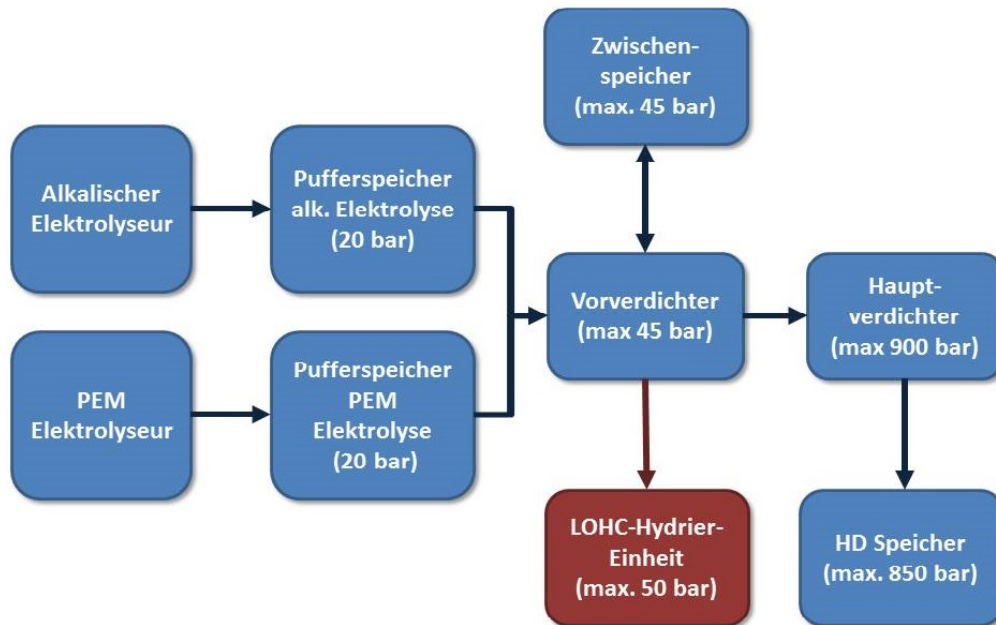 Zwischen-
speicher
(max. 45 bar)
Alkalischer
Elektrolyseur
Pufferspeicher
alk. Elektrolyse
(20 bar)
Vorverdichter
(max 45 bar)
Haupt-
verdichter
(max 900 bar)
PEM
Elektrolyseur
Pufferspeicher
PEM
Elektrolyse
(20 bar)
LOHC-Hydrier-
Einheit
(max. 50 bar)
HD Speicher
(max. 850 bar)